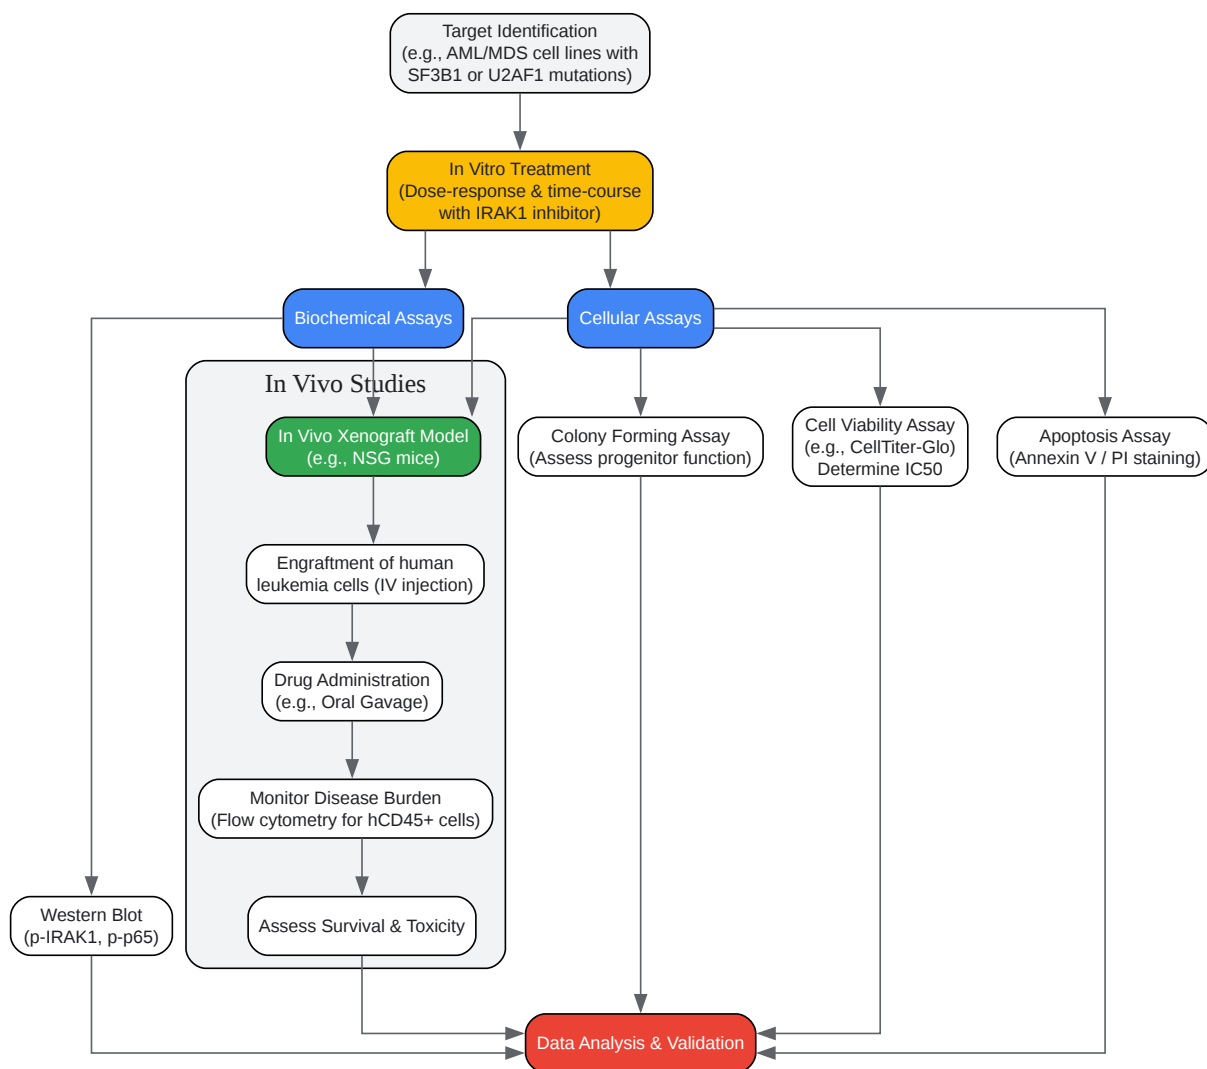 Target Identification
(e.g., AML/MDS cell lines with
SF3B1 or U2AF1 mutations)
In Vitro Treatment
(Dose-response & time-course
with IRAK1 inhibitor)
Biochemical Assays
Cellular Assays
In Vivo Studies
In Vivo Xenograft Model
(e.g., NSG mice)
Colony Forming Assay
(Assess progenitor function)
Cell Viability Assay
(e.g., CellTiter-Glo)
Determine IC50
Apoptosis Assay
(Annexin V / PI staining)
Engraftment of human
leukemia cells (IV injection)
Drug Administration
(e.g., Oral Gavage)
Monitor Disease Burden
(Flow cytometry for hCD45+ cells)
Western Blot
(p-IRAK1, p-p65)
Assess Survival & Toxicity
Data Analysis & Validation